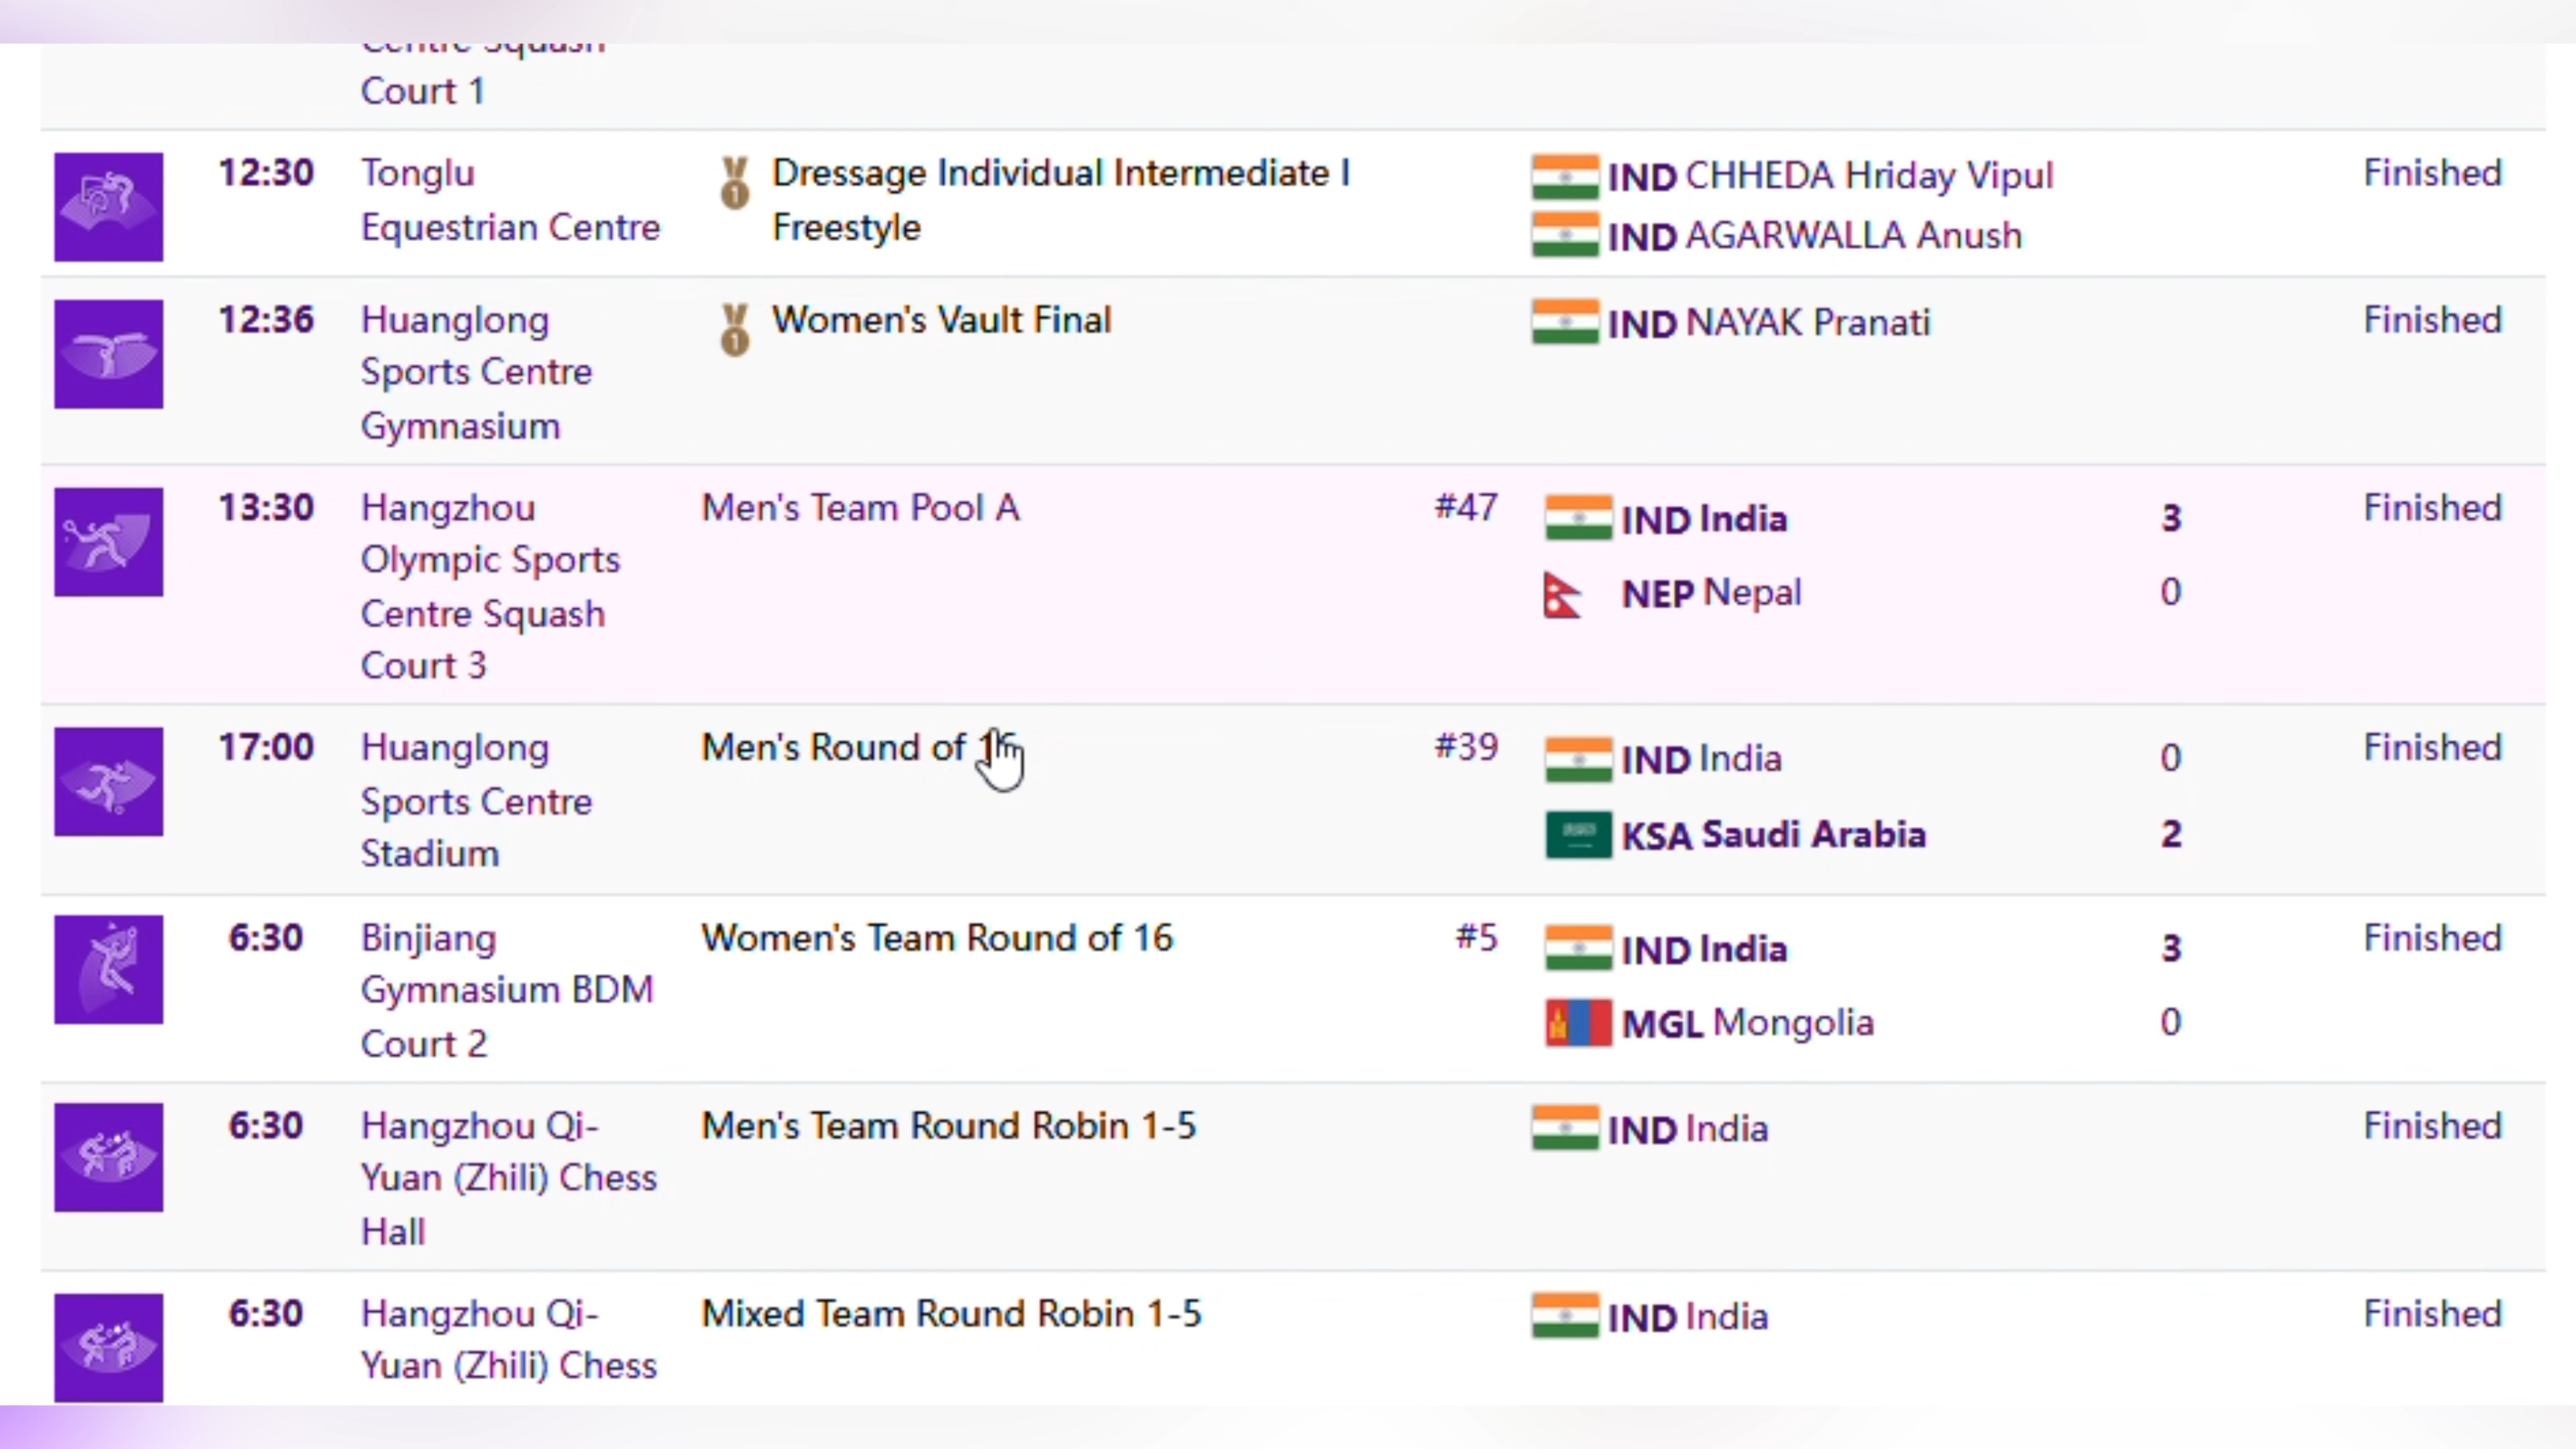 Centre Squash
Court 1
12:30 Tonglu Dressage Individual Intermediate I IND CHHEDA Hriday Vipul Finished
Equestrian Centre Freestyle IND AGARWALLA Anush
12:36 Huanglong Women's Vault Final IND NAYAK Pranati Finished
Sports Centre
Gymnasium
13:30 Hangzhou Men's Team Pool A #47 IND India 3 Finished
Olympic Sports
NEP Nepal 0
Centre Squash
Court 3
17:00 Huanglong Men's Round of 16 #39 IND India 0 Finished
Sports Centre
KSA Saudi Arabia 2
Stadium
6:30 Binjiang Women's Team Round of 16 #5 IND India 3 Finished
Gymnasium BDM
MGL Mongolia 0
Court 2
6:30 Hangzhou Qi- Men's Team Round Robin 1-5 IND India Finished
Yuan (Zhili) Chess
Hall
6:30 Hangzhou Qi- Mixed Team Round Robin 1-5 IND India Finished
Yuan (Zhili) Chess